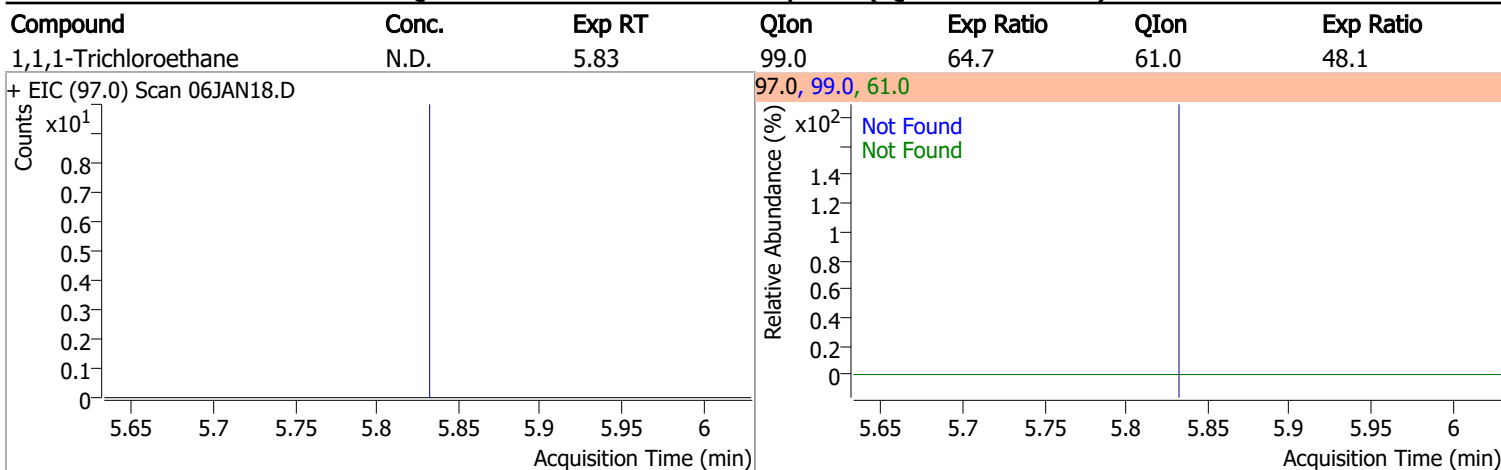 Compound Conc. Exp RT QIon Exp Ratio QIon Exp Ratio
1,1,1-Trichloroethane N.D. 5.83 99.0 64.7 61.0 48.1
+ EIC (97.0) Scan 06JAN18.D
Counts
x10¹
0.8
0.7
0.6
0.5
0.4
0.3
0.2
0.1
0
5.65 5.7 5.75 5.8 5.85 5.9 5.95 6
Acquisition Time (min)
97.0, 99.0, 61.0
Relative Abundance (%)
x10²
Not Found
Not Found
1.4
1.2
1
0.8
0.6
0.4
0.2
0
5.65 5.7 5.75 5.8 5.85 5.9 5.95 6
Acquisition Time (min)